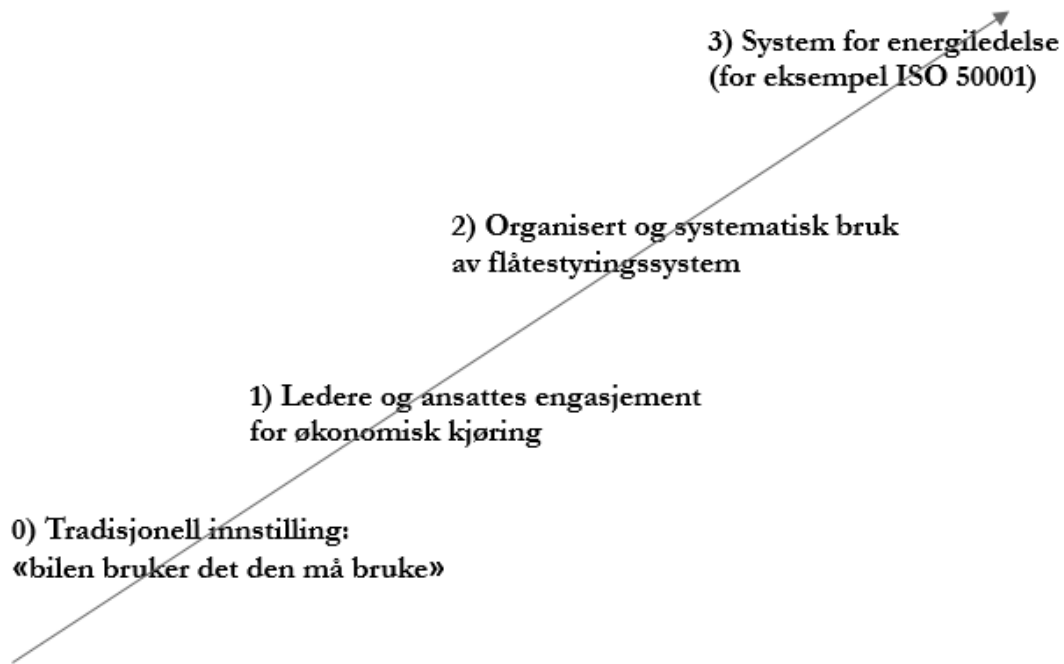 3) System for energiledelse
(for eksempel ISO 50001)
2) Organisert og systematisk bruk
av flåtestyringssystem
1) Ledere og ansattes engasjement
for økonomisk kjøring
0) Tradisjonell innstilling:
«bilen bruker det den må bruke»